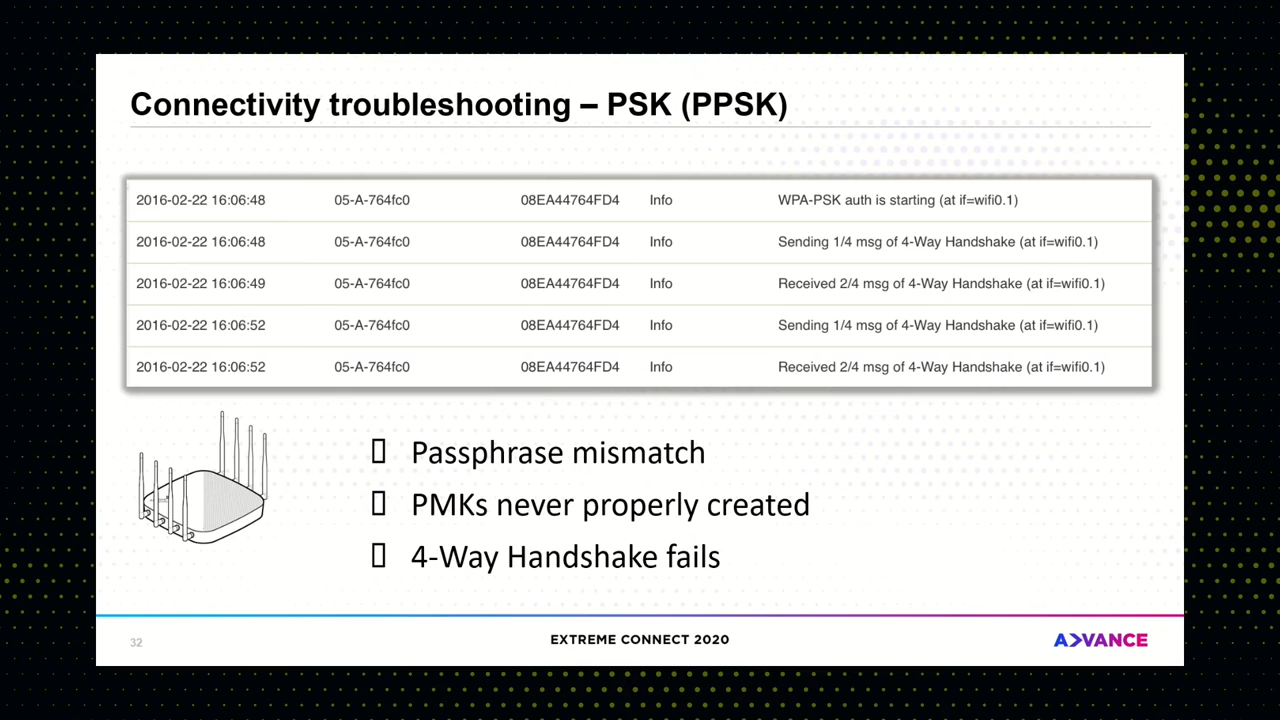 Connectivity troubleshooting – PSK (PPSK)
2016-02-22 16:06:48 05-A-764fc0 08EA44764FD4 Info WPA-PSK auth is starting (at if=wifi0.1)
2016-02-22 16:06:48 05-A-764fc0 08EA44764FD4 Info Sending 1/4 msg of 4-Way Handshake (at if=wifi0.1)
2016-02-22 16:06:49 05-A-764fc0 08EA44764FD4 Info Received 2/4 msg of 4-Way Handshake (at if=wifi0.1)
2016-02-22 16:06:52 05-A-764fc0 08EA44764FD4 Info Sending 1/4 msg of 4-Way Handshake (at if=wifi0.1)
2016-02-22 16:06:52 05-A-764fc0 08EA44764FD4 Info Received 2/4 msg of 4-Way Handshake (at if=wifi0.1)
Passphrase mismatch
PMKs never properly created
4-Way Handshake fails
32
EXTREME CONNECT 2020
ADVANCE